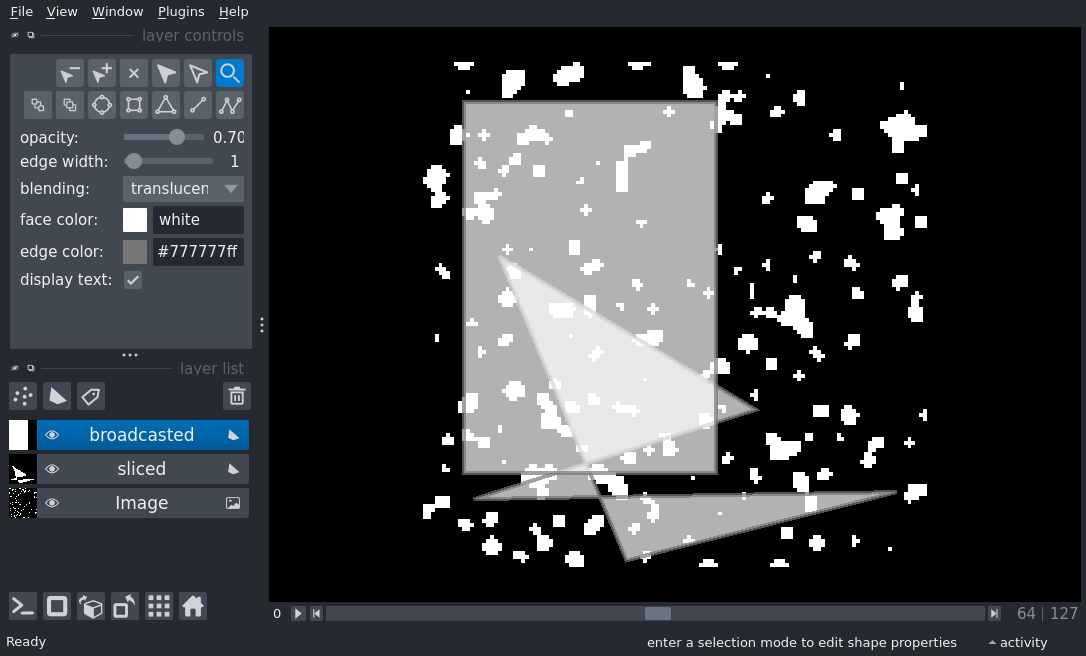 File View Window Plugins Help
layer controls
opacity: 0.70
edge width: 1
blending: translucen
face color: white
edge color: #777777ff
display text:
layer list
broadcasted
sliced
Image
0 64 | 127
Ready enter a selection mode to edit shape properties activity